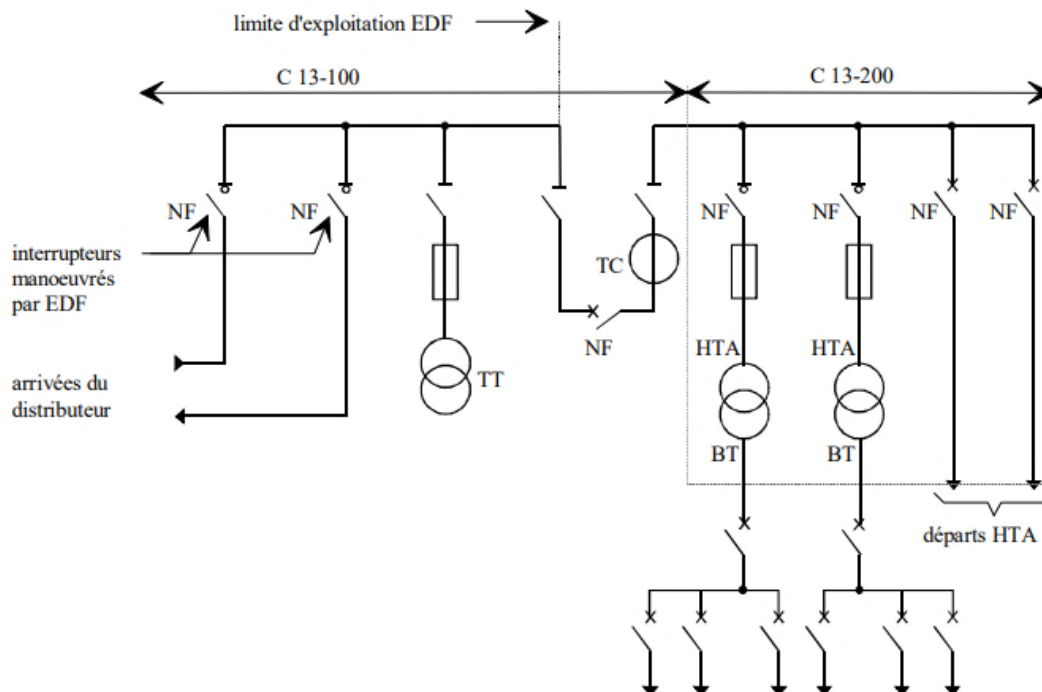 limite d'exploitation EDF
C 13-100
C 13-200
NF
NF
NF
NF
NF
NF
interrupteurs
manoeuvrés
par EDF
TC
NF
HTA
HTA
TT
arrivées du
distributeur
BT
BT
départs HTA